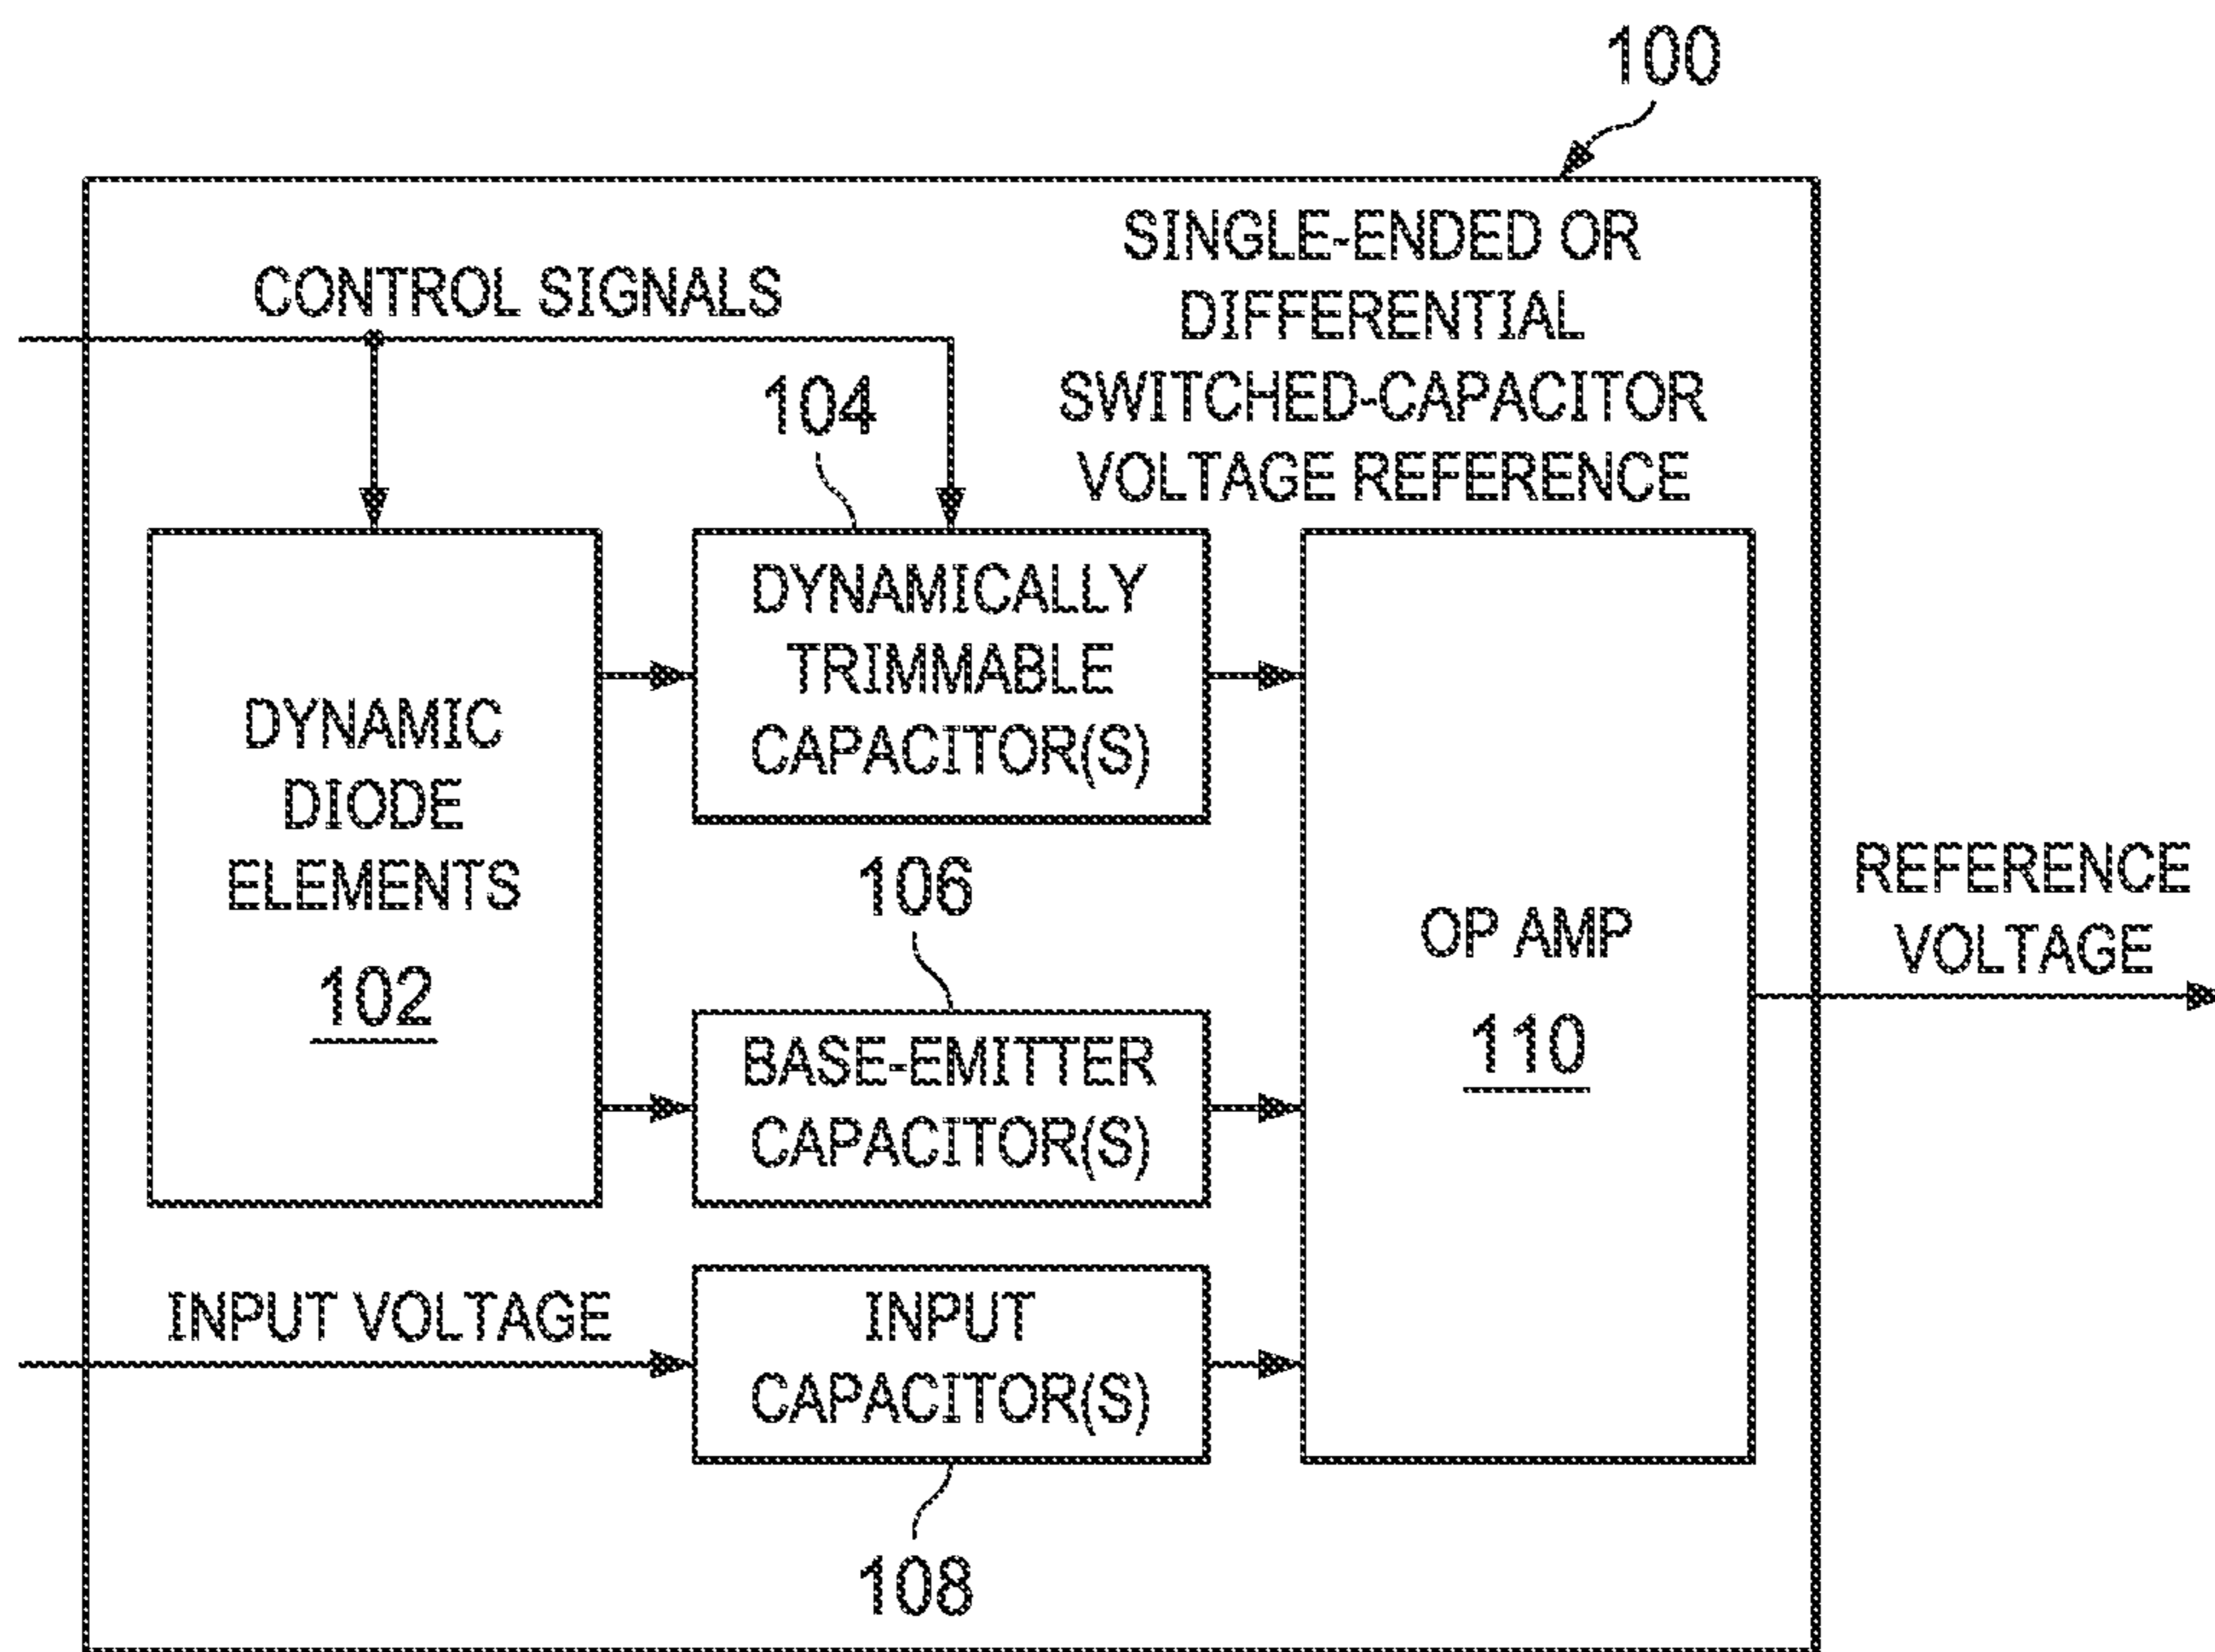 100
SINGLE-ENDED OR
DIFFERENTIAL
SWITCHED-CAPACITOR
VOLTAGE REFERENCE
CONTROL SIGNALS
104
DYNAMICALLY
TRIMMABLE
CAPACITOR(S)
DYNAMIC
DIODE
ELEMENTS
102
106
BASE-EMITTER
CAPACITOR(S)
OP AMP
110
REFERENCE
VOLTAGE
INPUT VOLTAGE
INPUT
CAPACITOR(S)
108